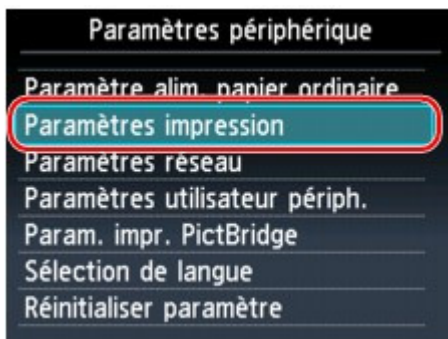 Paramètres périphérique
Paramètre alim. papier ordinaire
Paramètres impression
Paramètres réseau
Paramètres utilisateur périph.
Param. impr. PictBridge
Sélection de langue
Réinitialiser paramètre